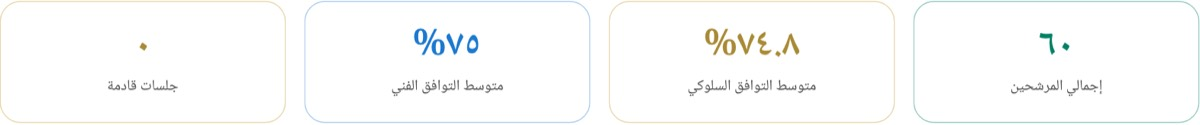 ٦٠
إجمالي المرشحين
%٧٤.٨
متوسط التوافق السلوكي
%٧٥
متوسط التوافق الفني
٠
جلسات قادمة